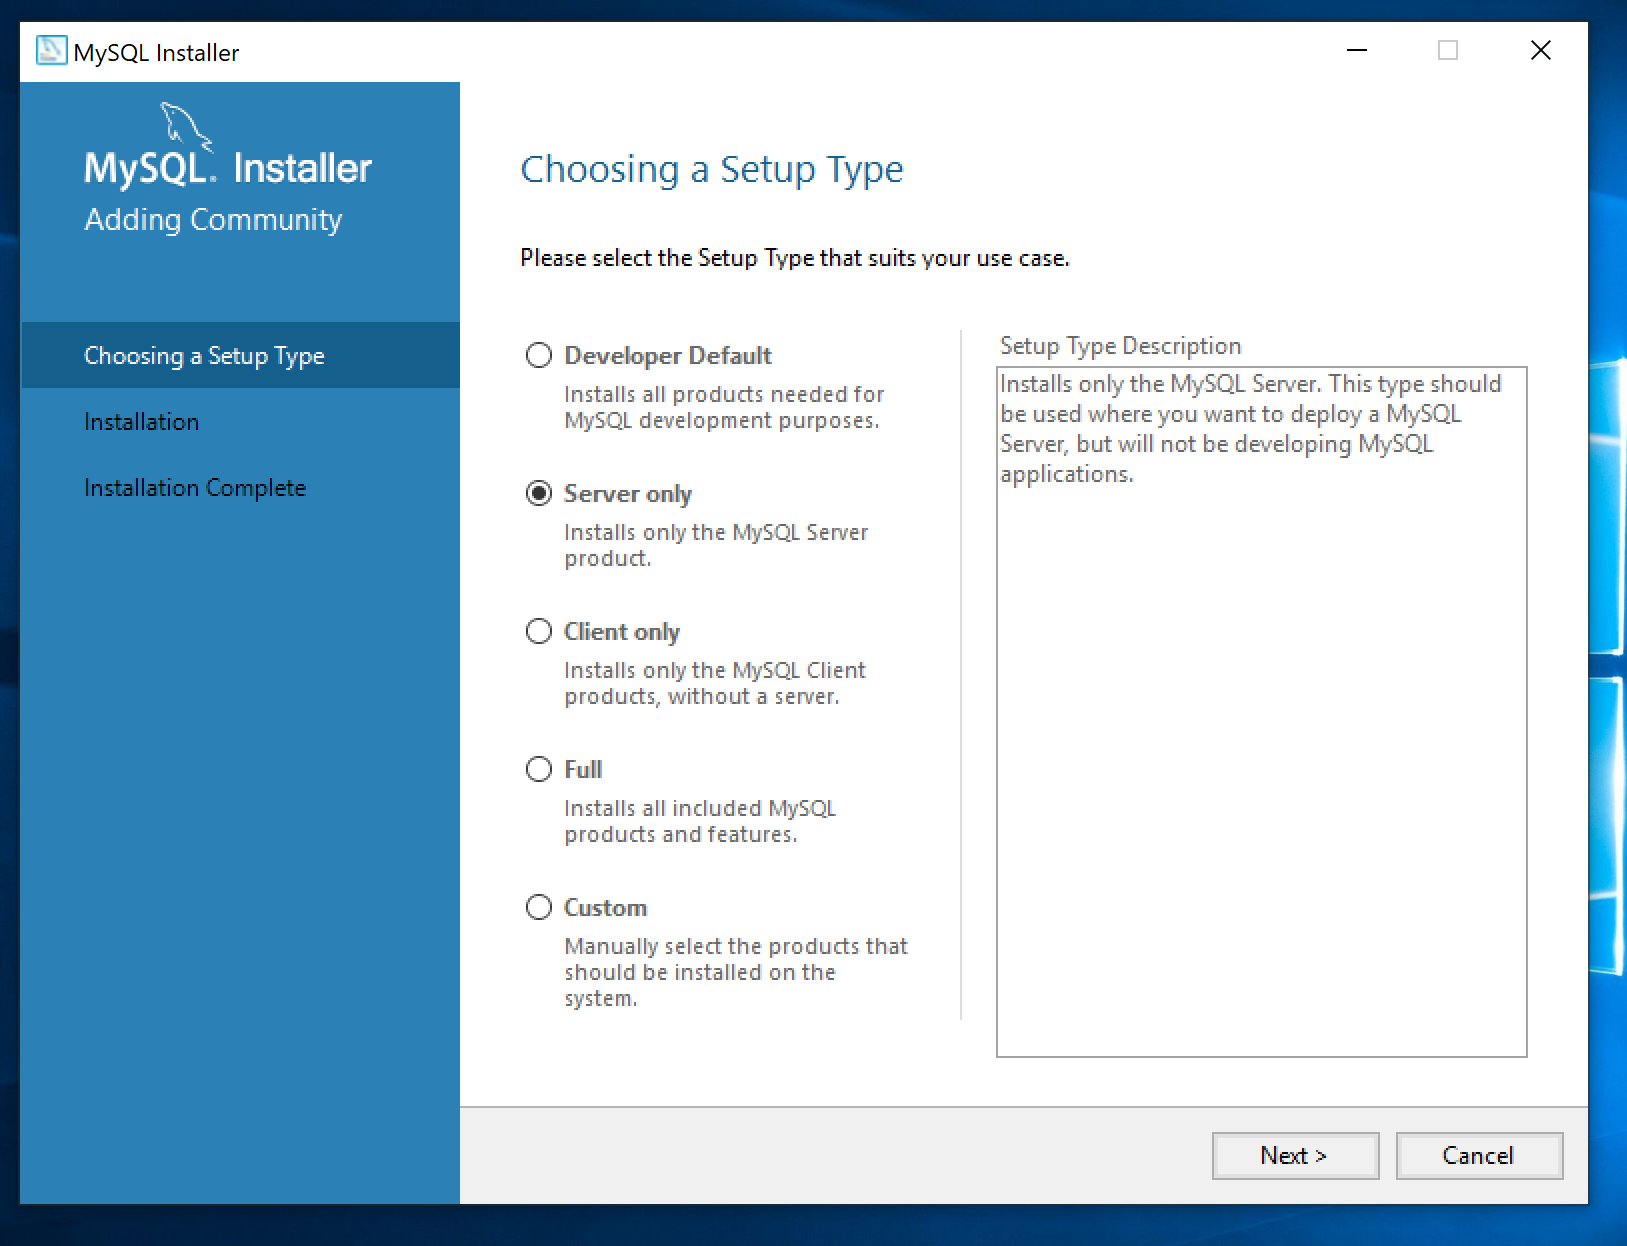 MySQL Installer
MySQL. Installer
Adding Community
Choosing a Setup Type
Installation
Installation Complete
Choosing a Setup Type
Please select the Setup Type that suits your use case.
Developer Default
Installs all products needed for
MySQL development purposes.
Server only
Installs only the MySQL Server
product.
Client only
Installs only the MySQL Client
products, without a server.
Full
Installs all included MySQL
products and features.
Custom
Manually select the products that
should be installed on the
system.
Setup Type Description
Installs only the MySQL Server. This type should
be used where you want to deploy a MySQL
Server, but will not be developing MySQL
applications.
Next >
Cancel